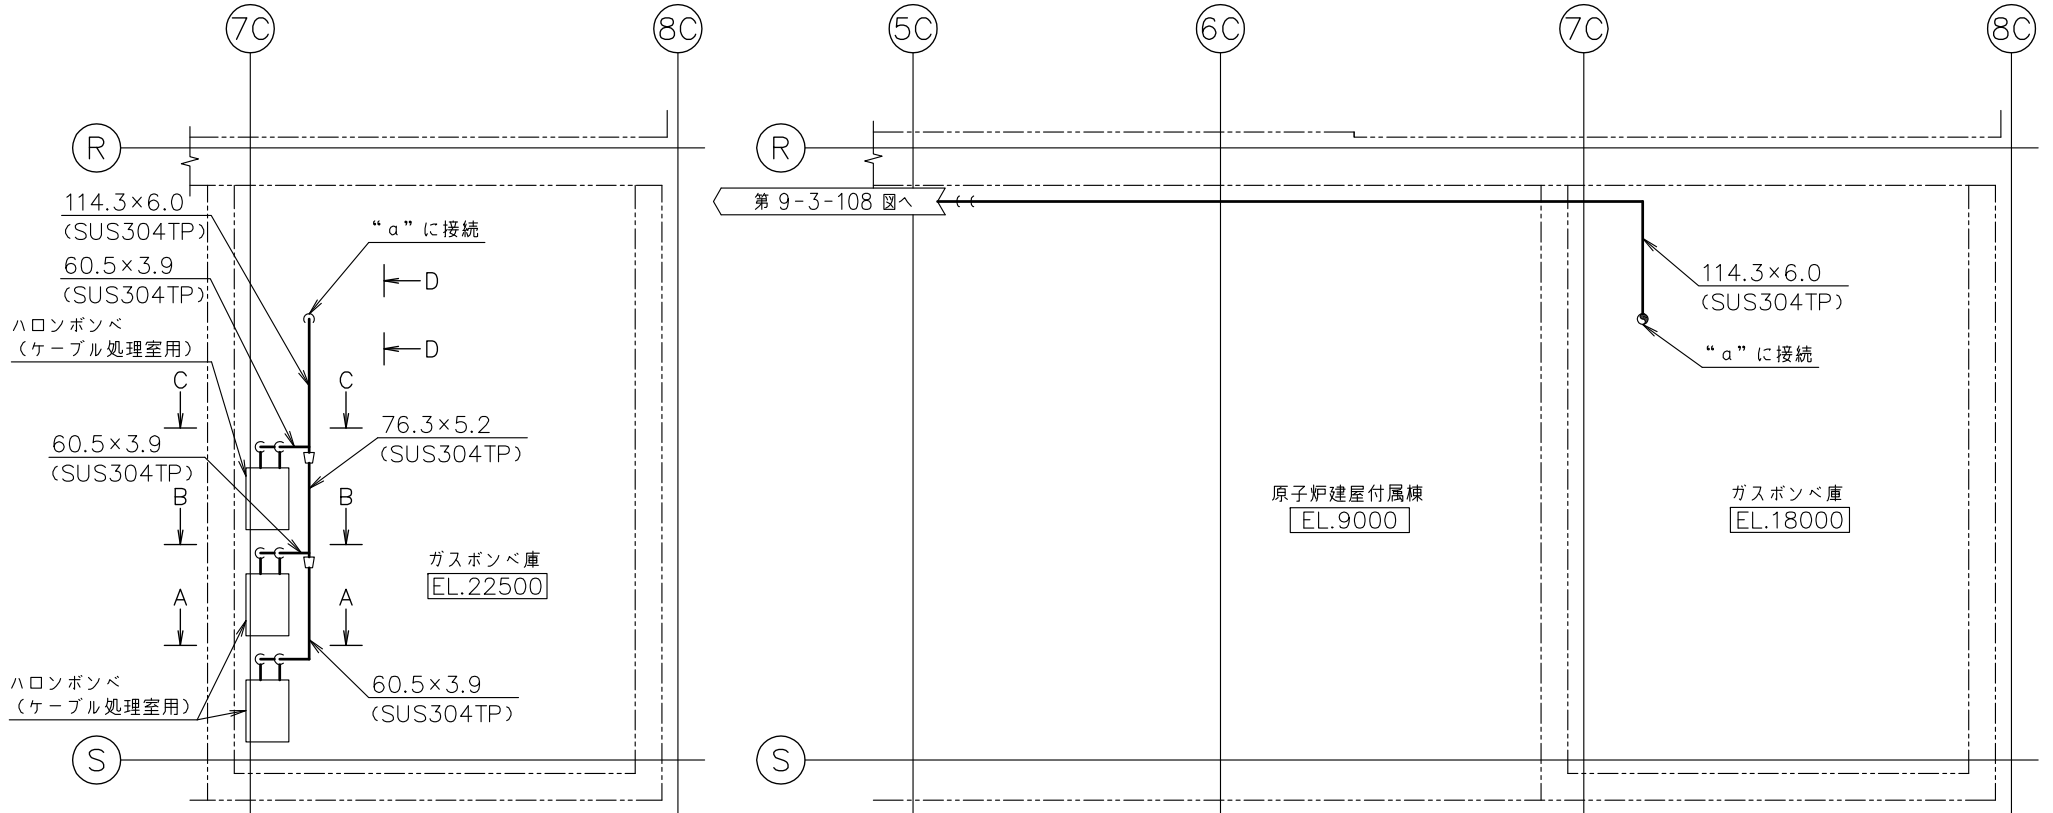 7C
8C
R
114.3×6.0
(SUS304TP)
60.5×3.9
(SUS304TP)
ハロンボンベ
(ケーブル処理室用)
“a”に接続
D
D
C
C
60.5×3.9
(SUS304TP)
76.3×5.2
(SUS304TP)
B
B
ガスボンベ庫
EL.22500
A
A
ハロンボンベ
(ケーブル処理室用)
60.5×3.9
(SUS304TP)
S
5C
6C
7C
8C
R
第 9-3-108 図へ
114.3×6.0
(SUS304TP)
“a”に接続
原子炉建屋付属棟
EL.9000
ガスボンベ庫
EL.18000
S